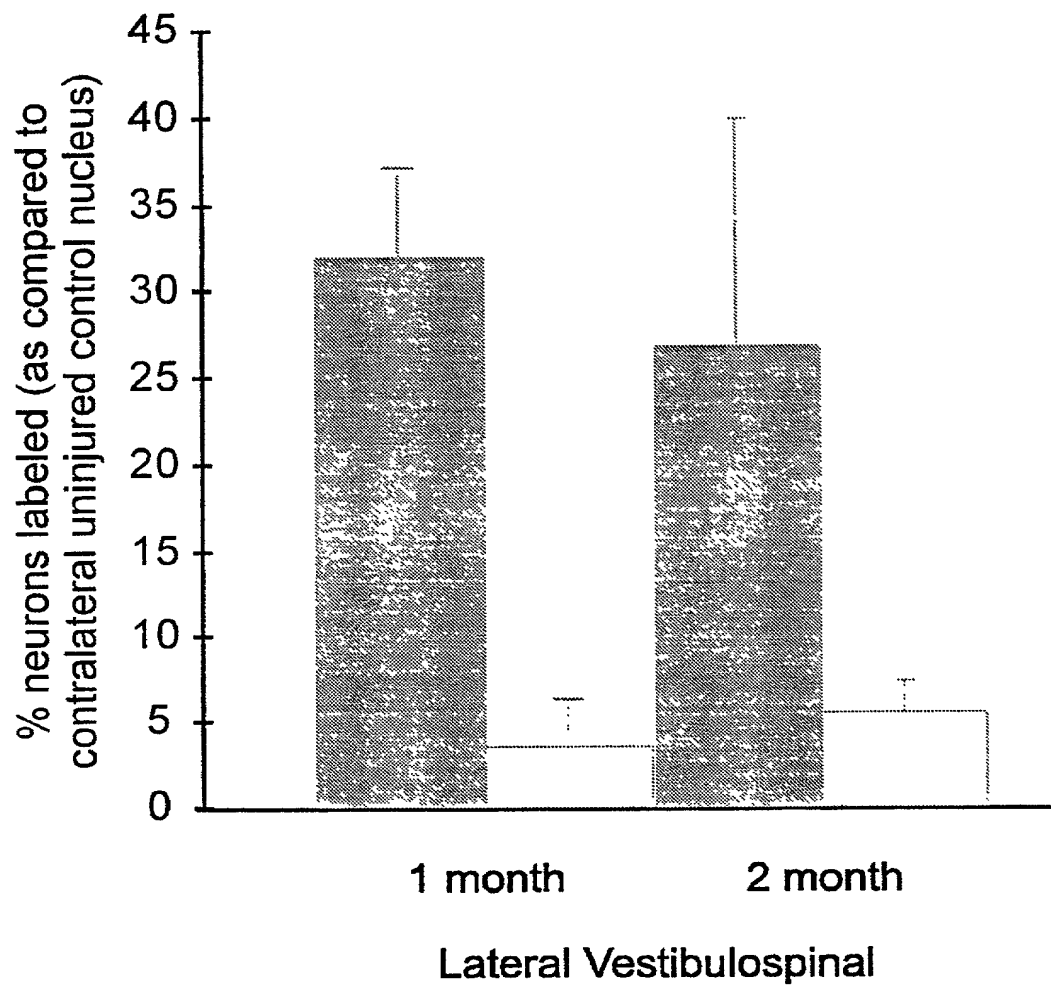 % neurons labeled (as compared to
contralateral uninjured control nucleus)
45
40
35
30
25
20
15
10
5
0
1 month
2 month
Lateral Vestibulospinal